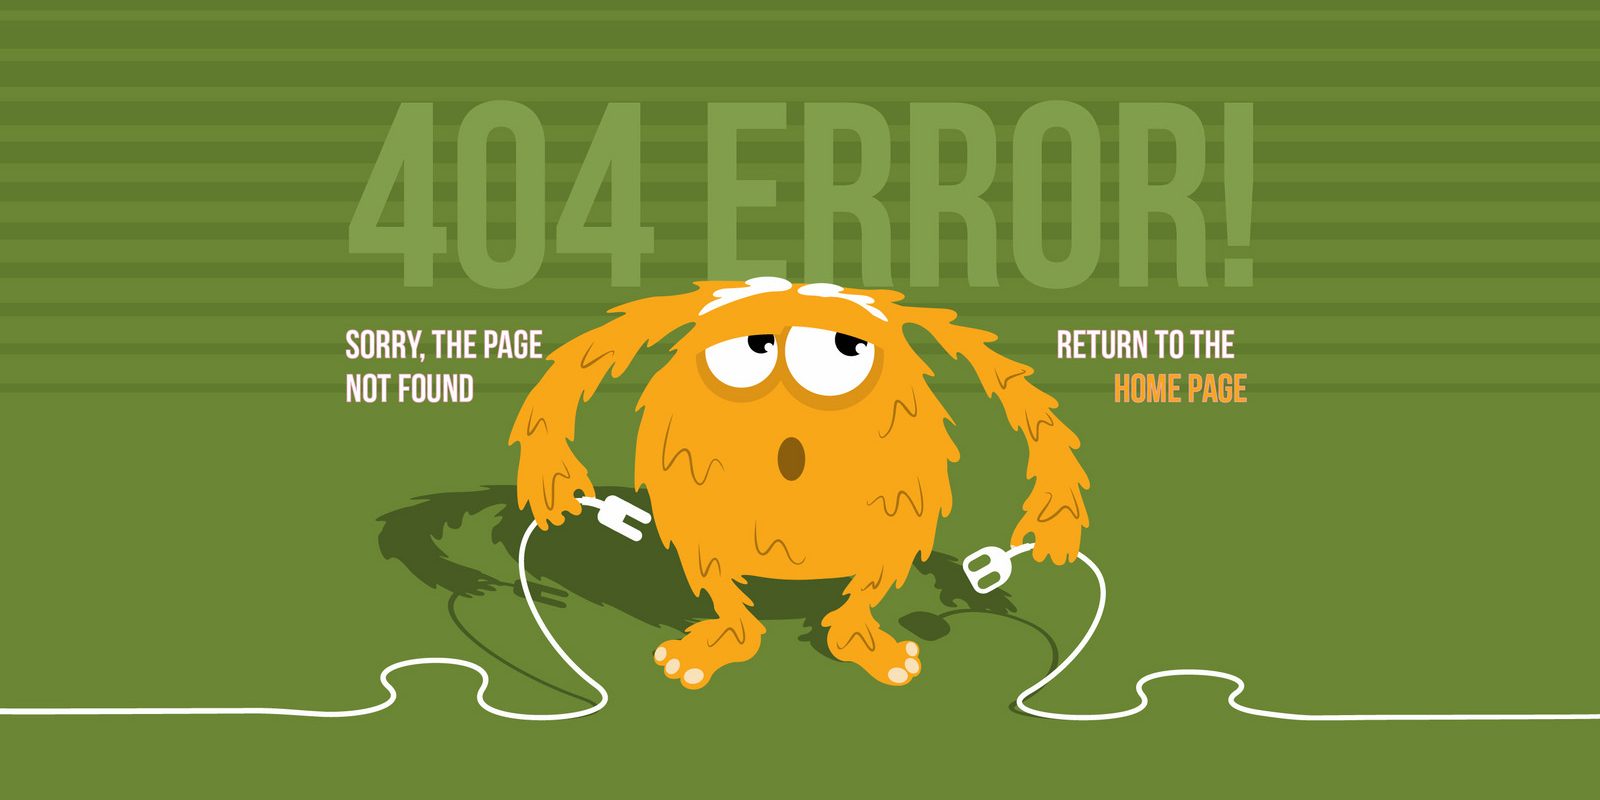 404 ERROR!
SORRY, THE PAGE
NOT FOUND
RETURN TO THE
HOME PAGE